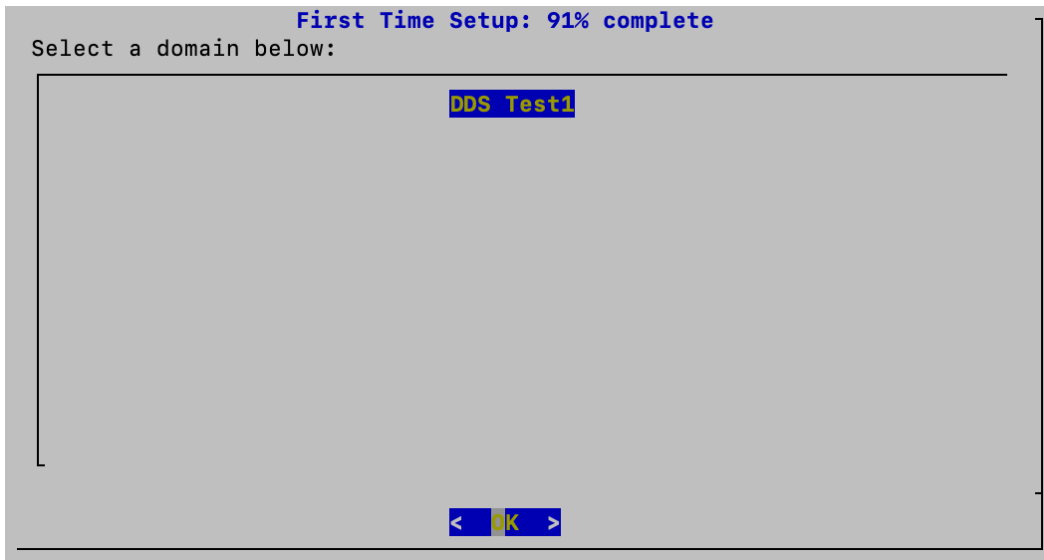 First Time Setup: 91% complete
Select a domain below:
DDS Test1
< OK >